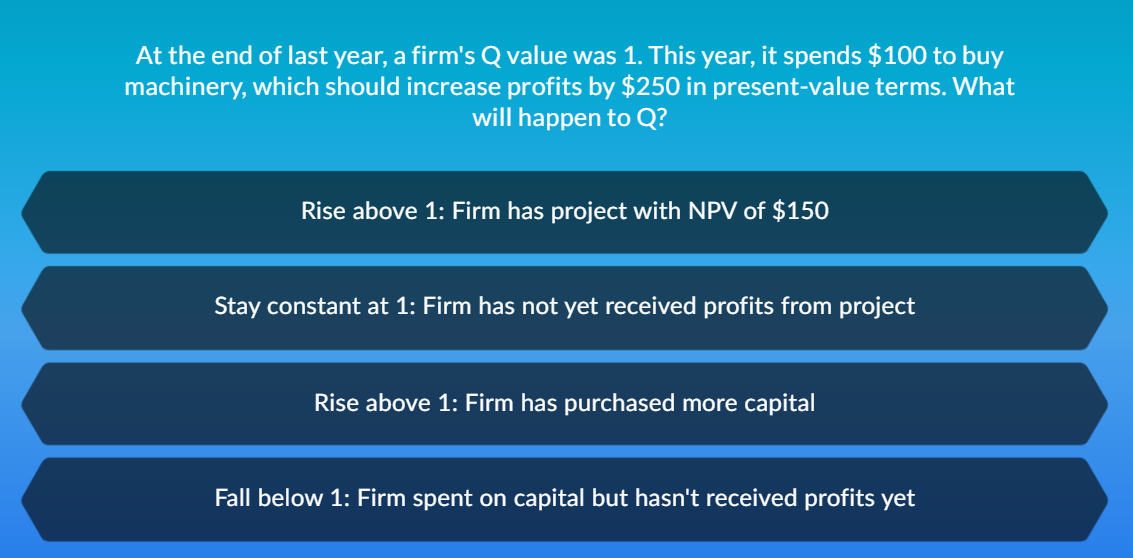 At the end of last year, a firm's Q value was 1. This year, it spends $100 to buy
machinery, which should increase profits by $250 in present-value terms. What
will happen to Q?
Rise above 1: Firm has project with NPV of $150
Stay constant at 1: Firm has not yet received profits from project
Rise above 1: Firm has purchased more capital
Fall below 1: Firm spent on capital but hasn't received profits yet